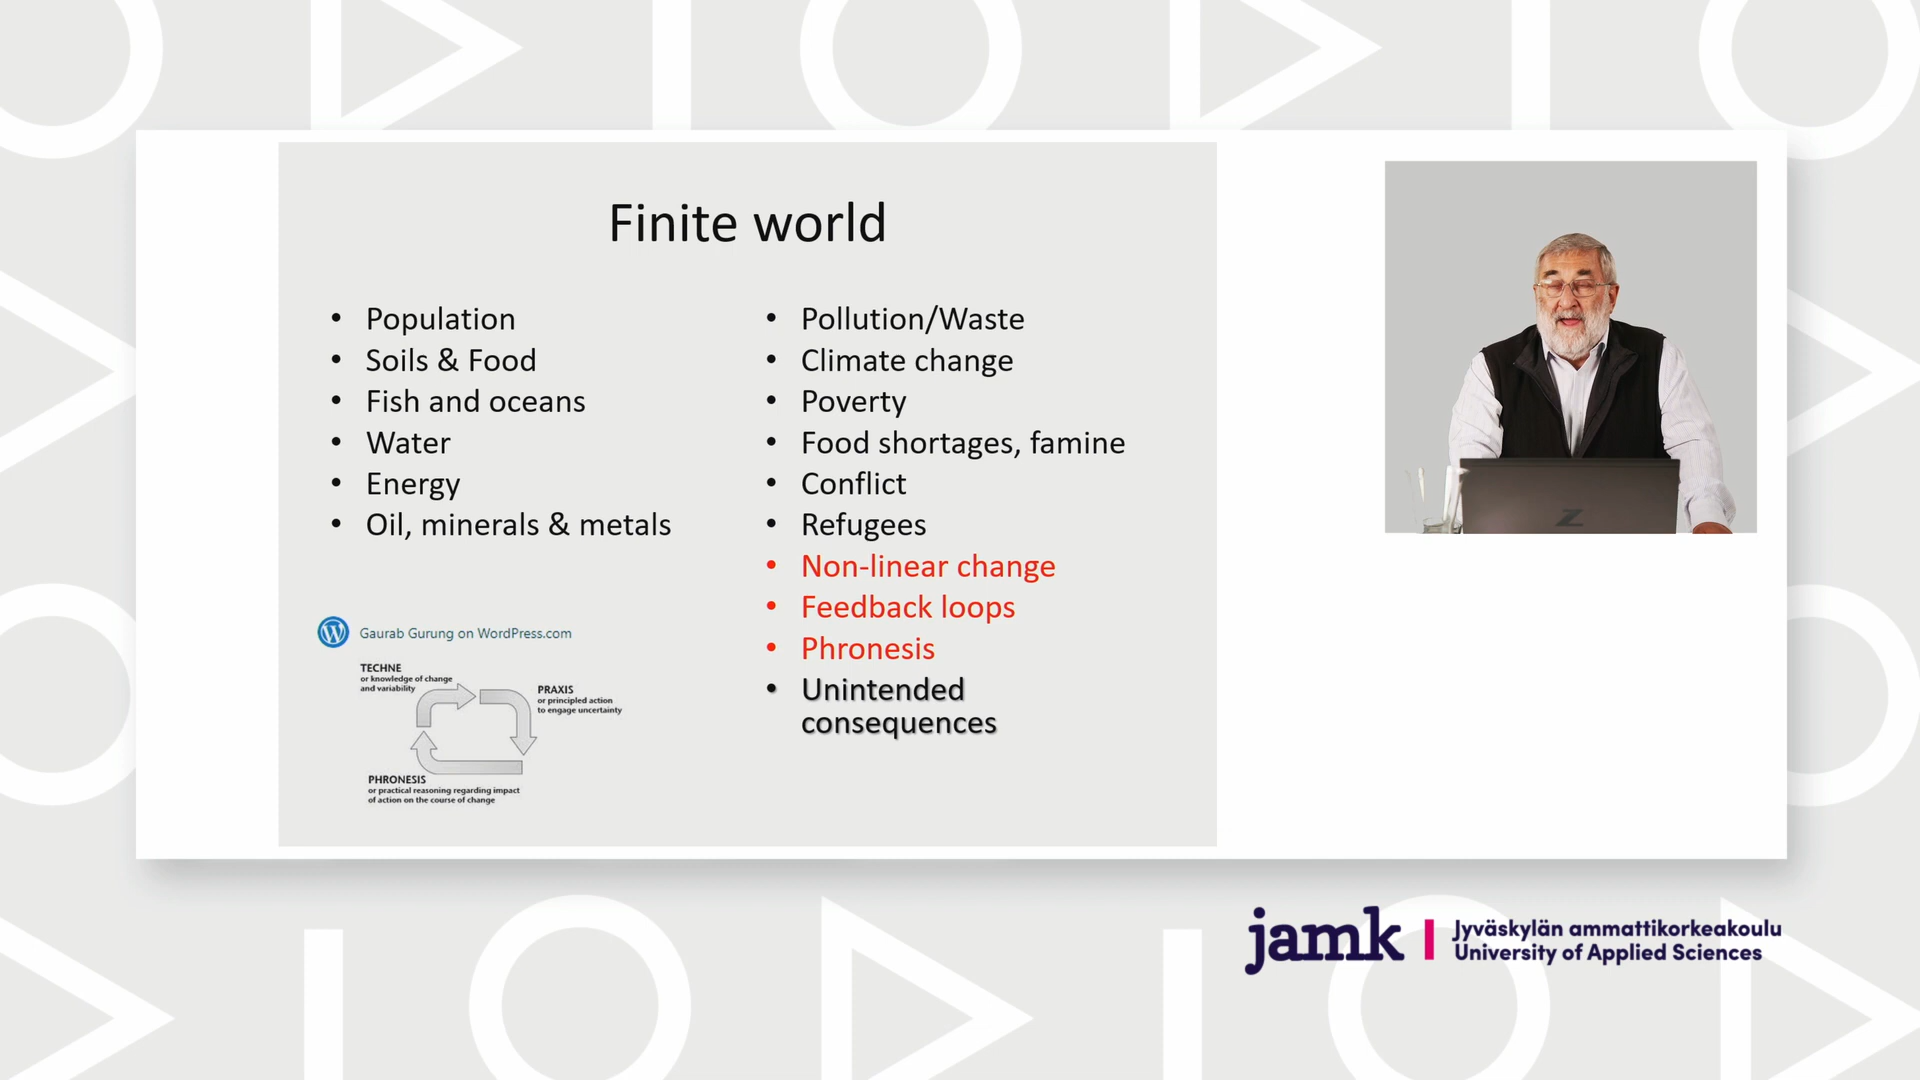 Finite world
Population
Soils & Food
Fish and oceans
Water
Energy
Oil, minerals & metals
Gaurab Gurung on WordPress.com
TECHNE
or knowledge of change
and variability
PRAXIS
or principled action
to engage uncertainty
PHRONESIS
or practical reasoning regarding impact
of action on the course of change
Pollution/Waste
Climate change
Poverty
Food shortages, famine
Conflict
Refugees
Non-linear change
Feedback loops
Phronesis
Unintended
consequences
jamk
Jyväskylän ammattikorkeakoulu
University of Applied Sciences